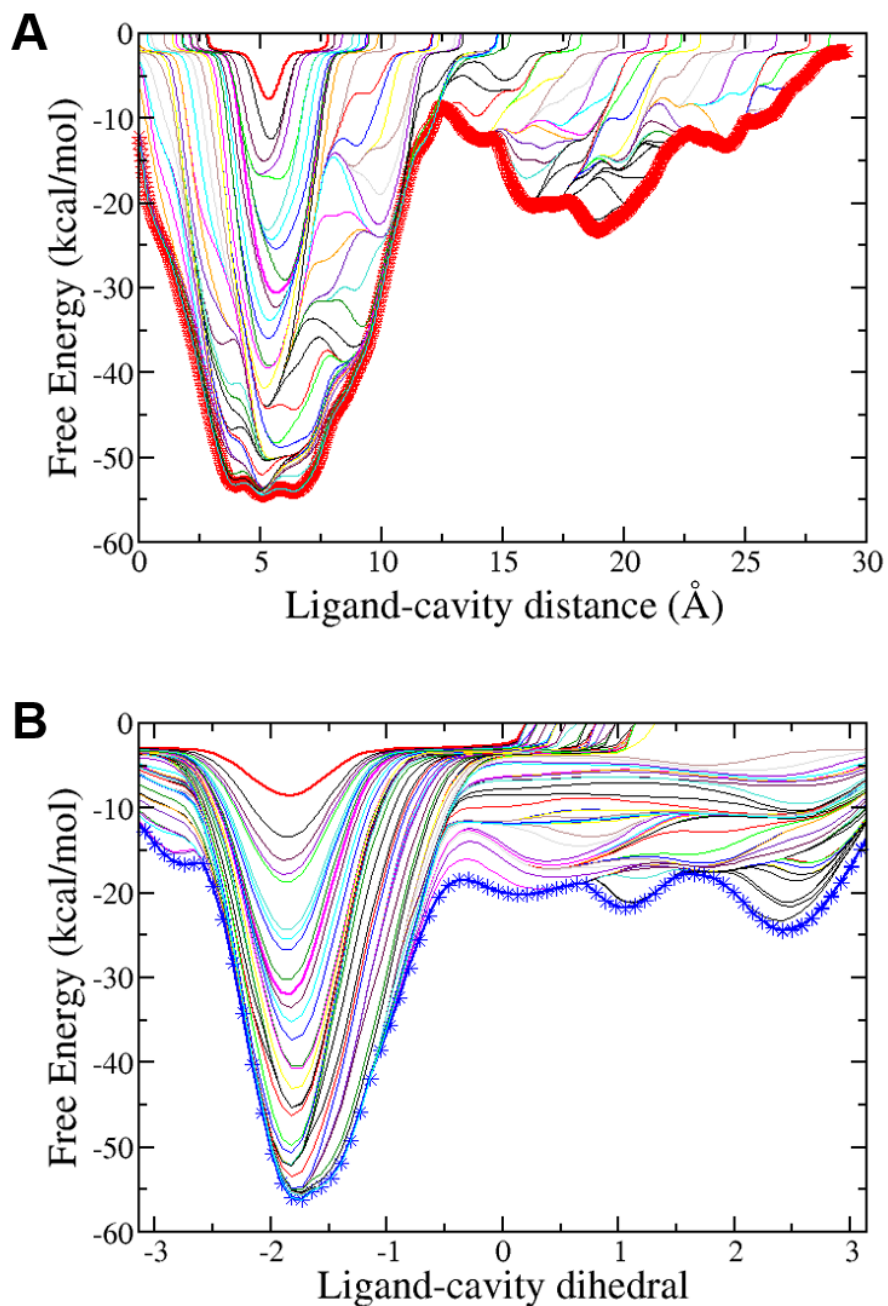 A
0
-10
-20
-30
-40
-50
-60
Free Energy (kcal/mol)
0 5 10 15 20 25 30
Ligand-cavity distance (Å)
B
0
-10
-20
-30
-40
-50
-60
Free Energy (kcal/mol)
-3 -2 -1 0 1 2 3
Ligand-cavity dihedral